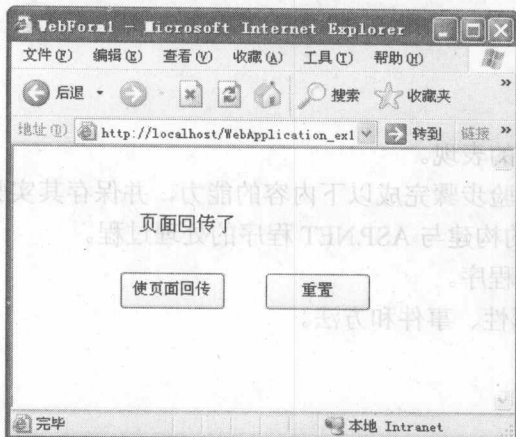 WebForm1 - Microsoft Internet Explorer
文件(F) 编辑(E) 查看(V) 收藏(A) 工具(T) 帮助(H)
后退 搜索 收藏夹 »
地址(D) http://localhost/WebApplication_ex1 转到 链接 »
页面回传了
使页面回传 重置
完毕 本地 Intranet